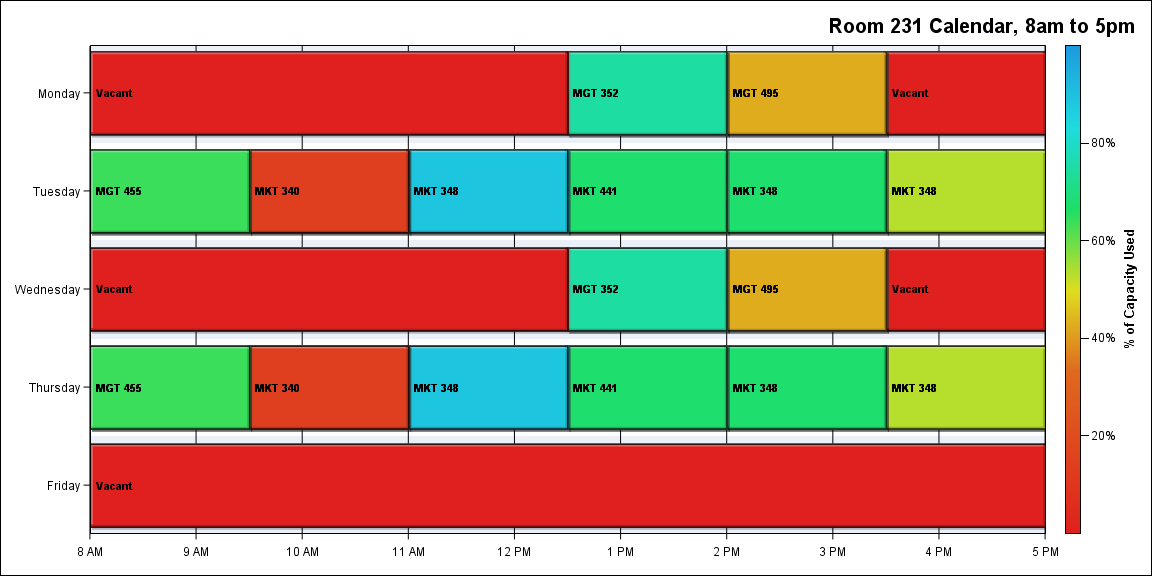 Room 231 Calendar, 8am to 5pm
Monday
Vacant
MGT 352
MGT 495
Vacant
Tuesday
MGT 455
MKT 340
MKT 348
MKT 441
MKT 348
MKT 348
Wednesday
Vacant
MGT 352
MGT 495
Vacant
Thursday
MGT 455
MKT 340
MKT 348
MKT 441
MKT 348
MKT 348
Friday
Vacant
8 AM
9 AM
10 AM
11 AM
12 PM
1 PM
2 PM
3 PM
4 PM
5 PM
80%
60%
40%
20%
% of Capacity Used